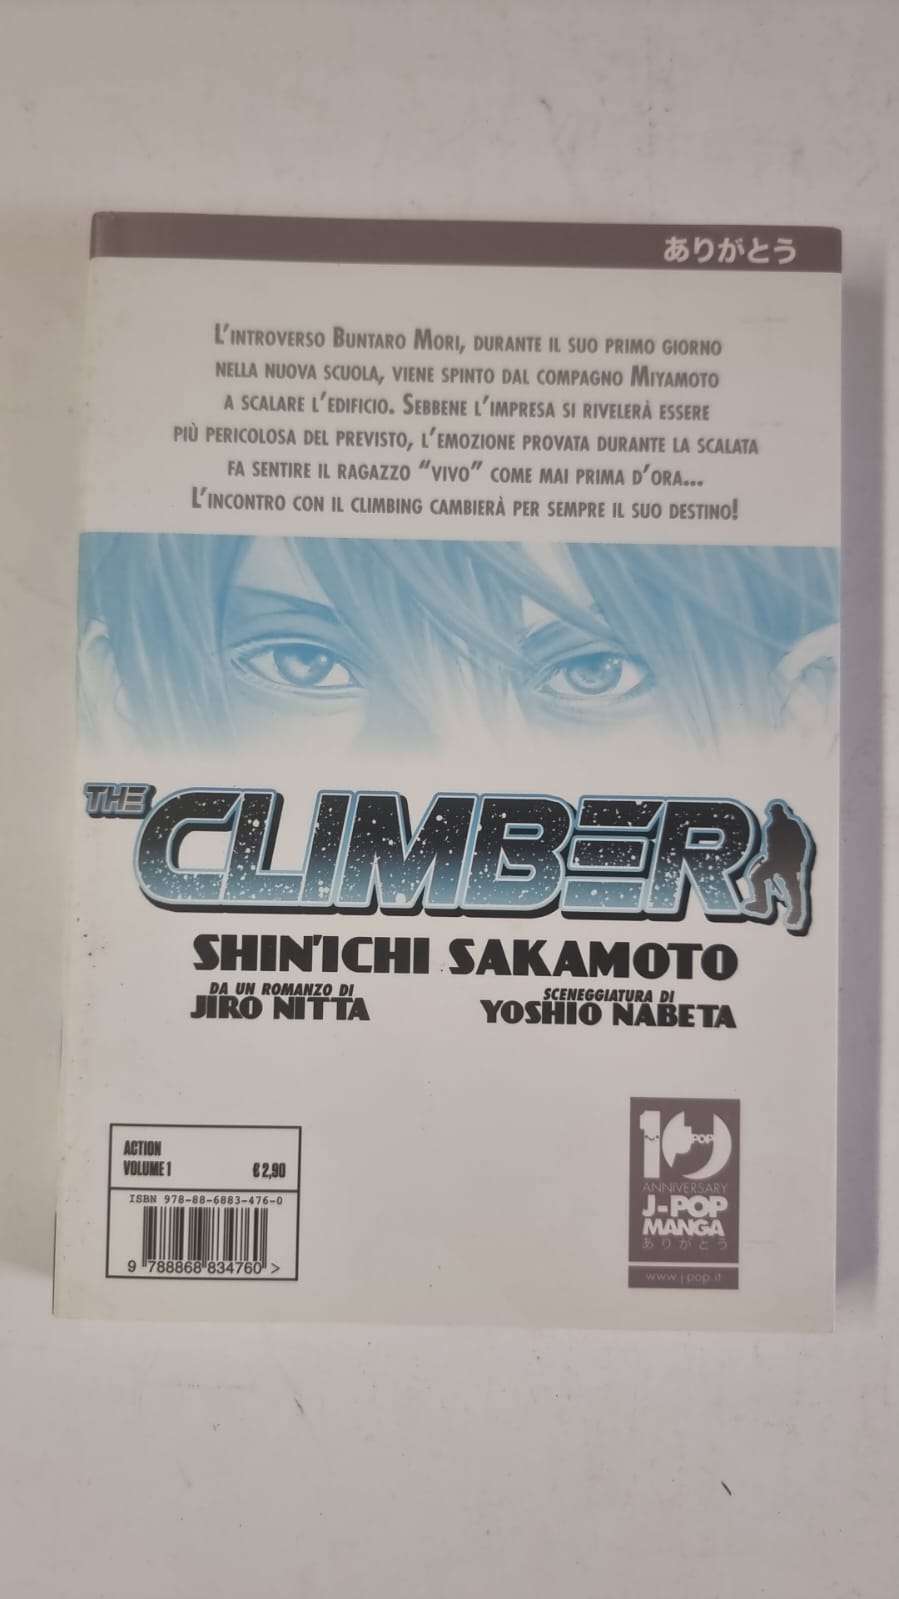 ありがとう
L'INTROVERSO BUNTARO MORI, DURANTE IL SUO PRIMO GIORNO
NELLA NUOVA SCUOLA, VIENE SPINTO DAL COMPAGNO MIYAMOTO
A SCALARE L'EDIFICIO. SEBBENE L'IMPRESA SI RIVELERÀ ESSERE
PIÙ PERICOLOSA DEL PREVISTO, L'EMOZIONE PROVATA DURANTE LA SCALATA
FA SENTIRE IL RAGAZZO "VIVO" COME MAI PRIMA D'ORA...
L'INCONTRO CON IL CLIMBING CAMBIERÀ PER SEMPRE IL SUO DESTINO!
THE CLIMBER
SHIN'ICHI SAKAMOTO
DA UN ROMANZO DI
JIRO NITTA
SCENEGGIATURA DI
YOSHIO NABETA
ACTION
VOLUME 1 € 2,90
ISBN 978-88-6883-476-0
9 788868 834760 >
10 POP
ANNIVERSARY
J-POP
MANGA
ありがとう
www.j-pop.it